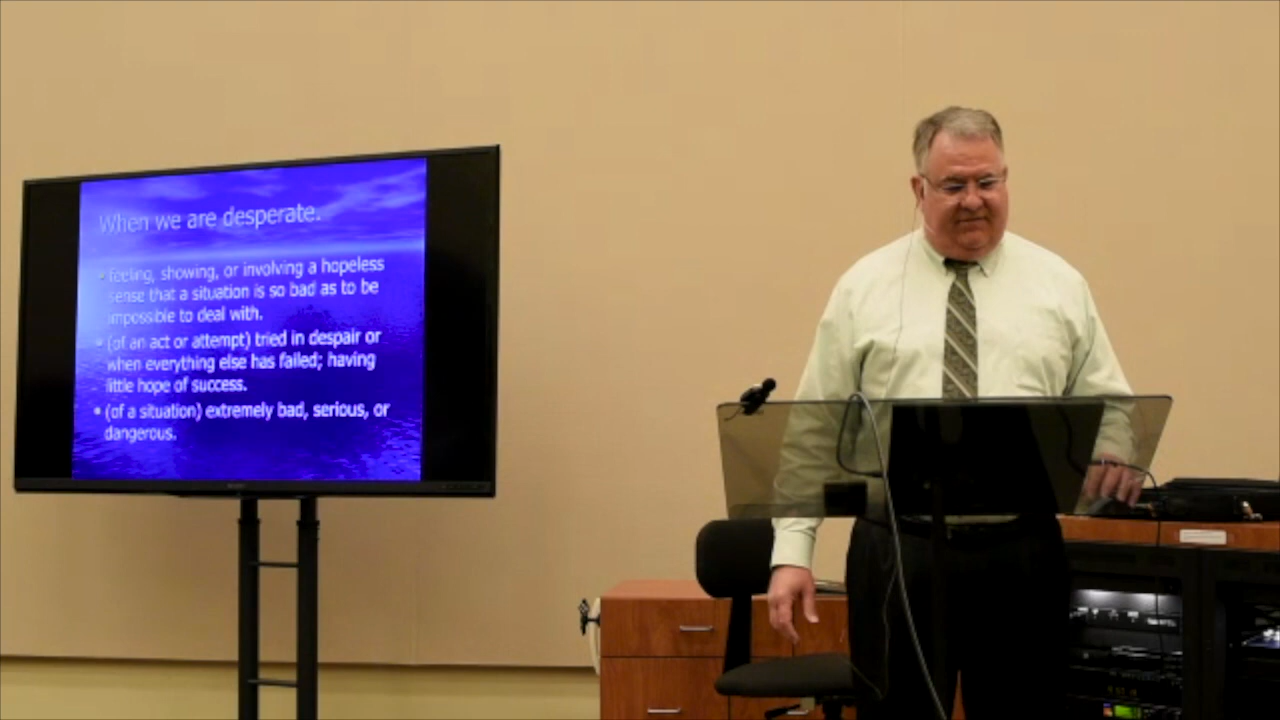 When we are desperate.
• feeling, showing, or involving a hopeless
sense that a situation is so bad as to be
impossible to deal with.
• (of an act or attempt) tried in despair or
when everything else has failed; having
little hope of success.
• (of a situation) extremely bad, serious, or
dangerous.